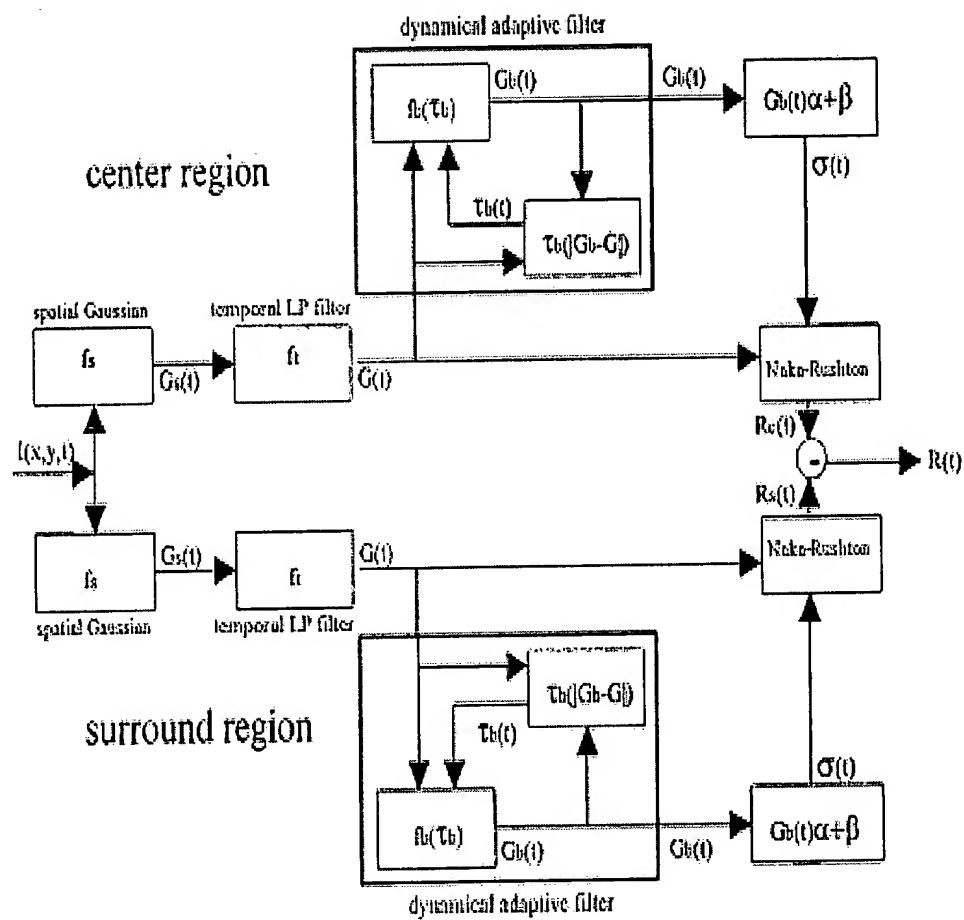 dynamical adaptive filter
fb(τb)
Gb(t)
Gb(t)
Gb(t)α+β
center region
τb(t)
τb(|Gb-G|)
σ(t)
spatial Gaussian
temporal LP filter
fs
Gs(t)
ft
G(t)
Naka-Rushton
Rc(t)
I(x,y,t)
-
R(t)
Rs(t)
fs
Gs(t)
ft
G(t)
Naka-Rushton
spatial Gaussian
temporal LP filter
surround region
τb(|Gb-G|)
τb(t)
σ(t)
fb(τb)
Gb(t)
Gb(t)
Gb(t)α+β
dynamical adaptive filter